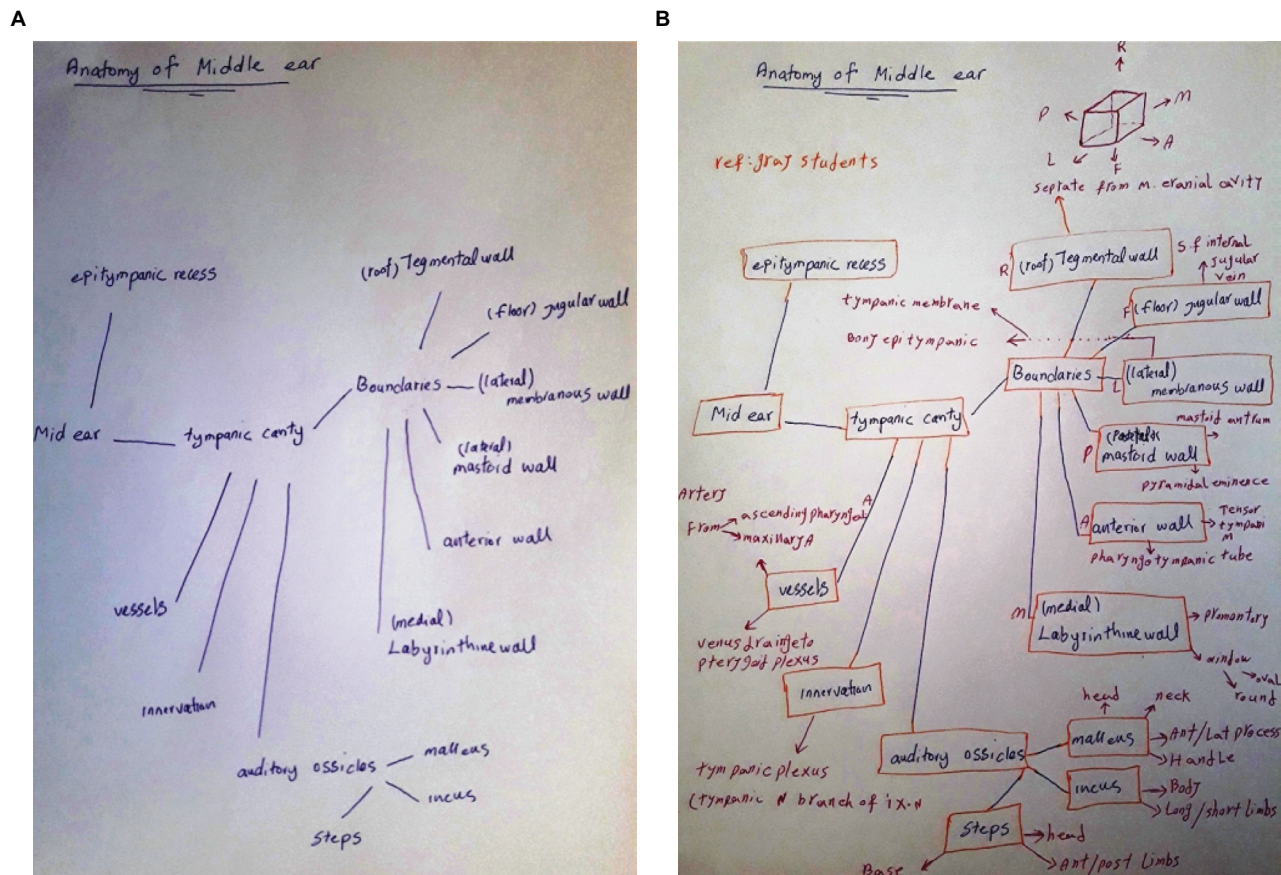 A
Anatomy of Middle ear
epitympanic recess
(roof) Tegmental wall
(floor) jugular wall
Boundaries
(lateral)
membranous wall
Mid ear
tympanic canty
(lateral)
mastoid wall
anterior wall
vessels
(medial)
Labyrinthine wall
innervation
auditory ossicles
malleus
incus
steps
B
Anatomy of Middle ear
R
P
M
A
L
F
ref: gray students
septate from m. cranial cavity
epitympanic recess
R
(roof) Tegmental wall
S.f internal
jugular
vein
tympanic membrane
F
(floor) jugular wall
Bony epitympanic
Boundaries
L
(lateral)
membranous wall
Mid ear
tympanic canty
mastoid antrum
P
mastoid wall
pyramidal eminence
Artery
From
ascending pharyngeal
A
maxillary A
A
anterior wall
Tensor
tympani
M
pharyngotympanic tube
vessels
venus drainge to
pterygoid plexus
m
(medial)
Labyrinthine wall
promontory
window
oval
round
innervation
tympanic plexus
(tympanic N branch of ix.N
auditory ossicles
head
neck
malleus
Ant/Lat process
Handle
incus
Body
Long/short limbs
steps
head
Base
Ant/post Limbs